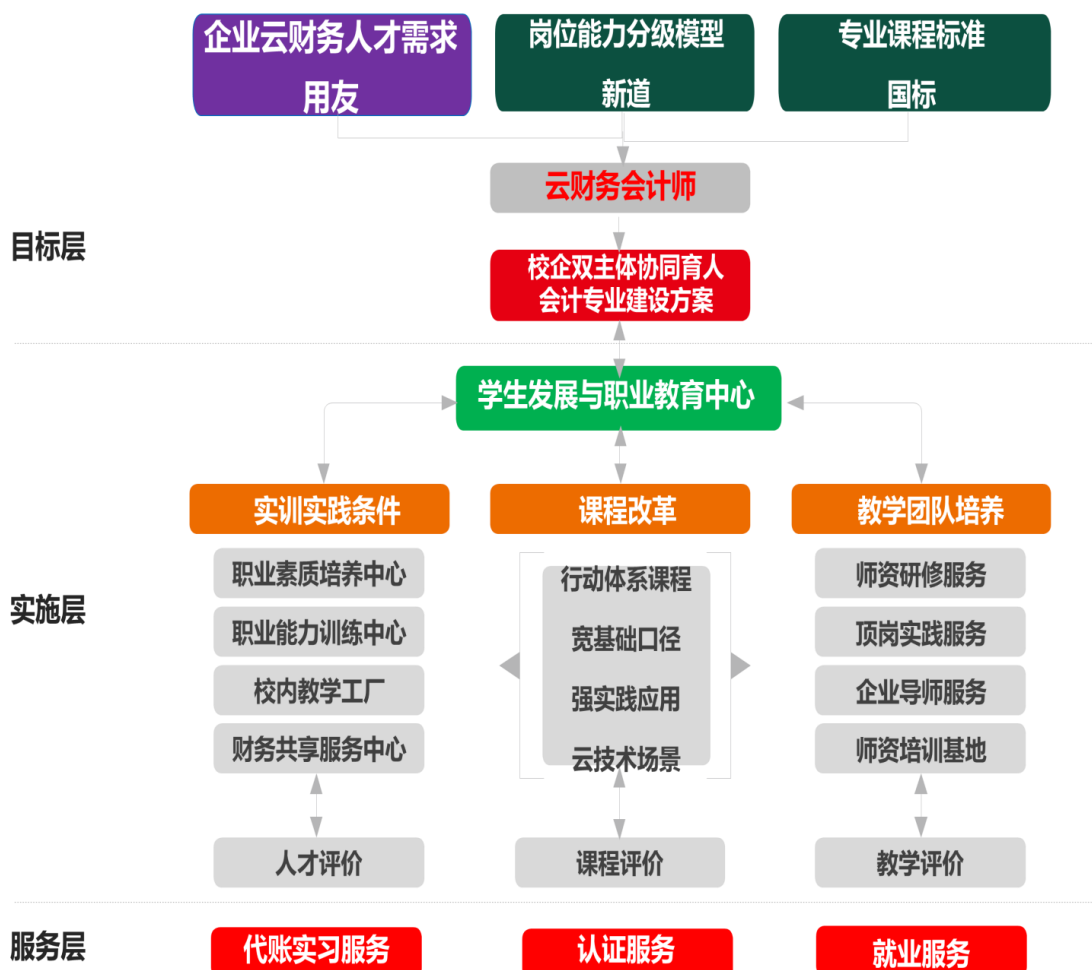 企业云财务人才需求
用友
岗位能力分级模型
新道
专业课程标准
国标
云财务会计师
目标层
校企双主体协同育人
会计专业建设方案
学生发展与职业教育中心
实训实践条件
课程改革
教学团队培养
实施层
职业素质培养中心
职业能力训练中心
校内教学工厂
财务共享服务中心
行动体系课程
宽基础口径
强实践应用
云技术场景
师资研修服务
顶岗实践服务
企业导师服务
师资培训基地
人才评价
课程评价
教学评价
服务层
代账实习服务
认证服务
就业服务